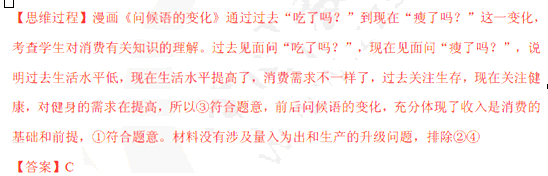 【思维过程】漫画《问候语的变化》通过过去“吃了吗？”到现在“瘦了吗？”这一变化，
考查学生对消费有关知识的理解。过去见面问“吃了吗？”，现在见面问“瘦了吗？”，说
明过去生活水平低，现在生活水平提高了，消费需求不一样了，过去关注生存，现在关注健
康，对健身的需求在提高，所以③符合题意，前后问候语的变化，充分体现了收入是消费的
基础和前提，①符合题意。材料没有涉及量入为出和生产的升级问题，排除②④
【答案】C